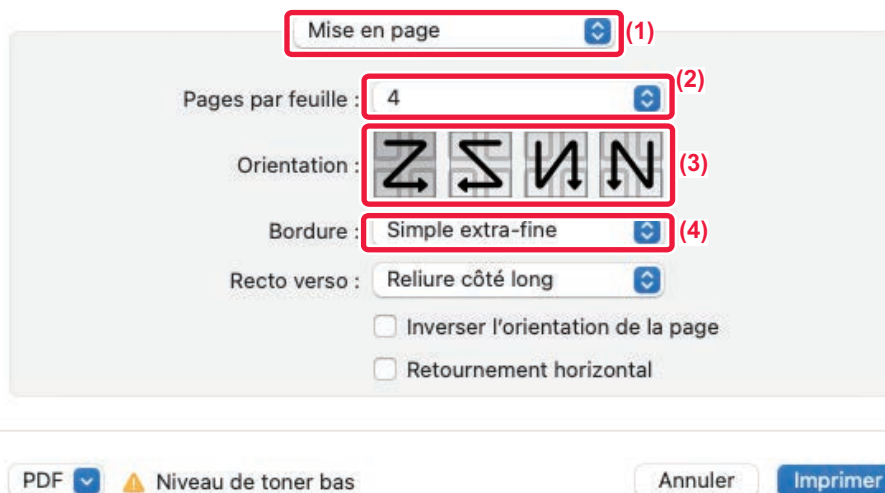 Mise en page (1)
Pages par feuille : 4 (2)
Orientation : (3)
Bordure : Simple extra-fine (4)
Recto verso : Reliure côté long
Inverser l'orientation de la page
Retournement horizontal
PDF Niveau de toner bas Annuler Imprimer